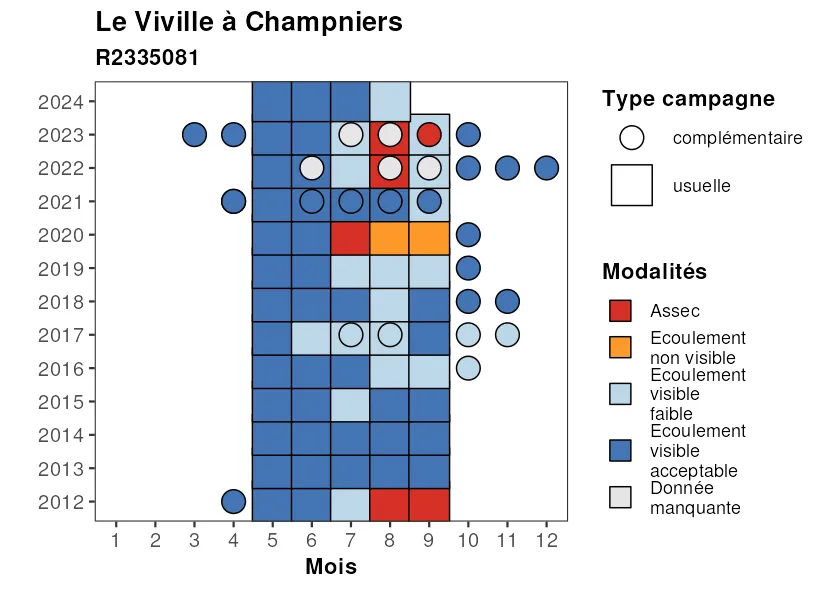 Le Viville à Champniers
R2335081
2024
2023
2022
2021
2020
2019
2018
2017
2016
2015
2014
2013
2012
1 2 3 4 5 6 7 8 9 10 11 12
Mois
Type campagne
complémentaire
usuelle
Modalités
Assec
Ecoulement
non visible
Ecoulement
visible
faible
Ecoulement
visible
acceptable
Donnée
manquante